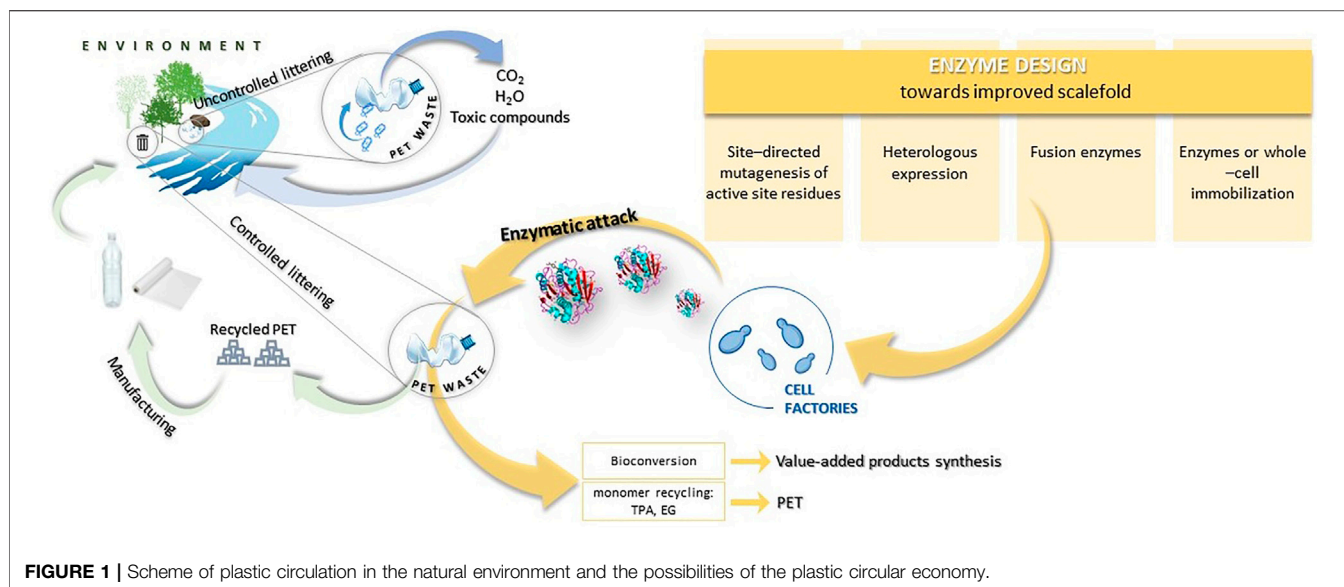 ENVIRONMENT
Uncontrolled littering
PET WASTE
CO₂
H₂O
Toxic compounds
ENZYME DESIGN
towards improved scalefold
Site–directed
mutagenesis of
active site residues
Heterologous
expression
Fusion enzymes
Enzymes or whole
–cell
immobilization
Controlled littering
Enzymatic attack
Recycled PET
Manufacturing
PET WASTE
CELL
FACTORIES
Bioconversion
Value-added products synthesis
monomer recycling:
TPA, EG
PET
FIGURE 1 | Scheme of plastic circulation in the natural environment and the possibilities of the plastic circular economy.